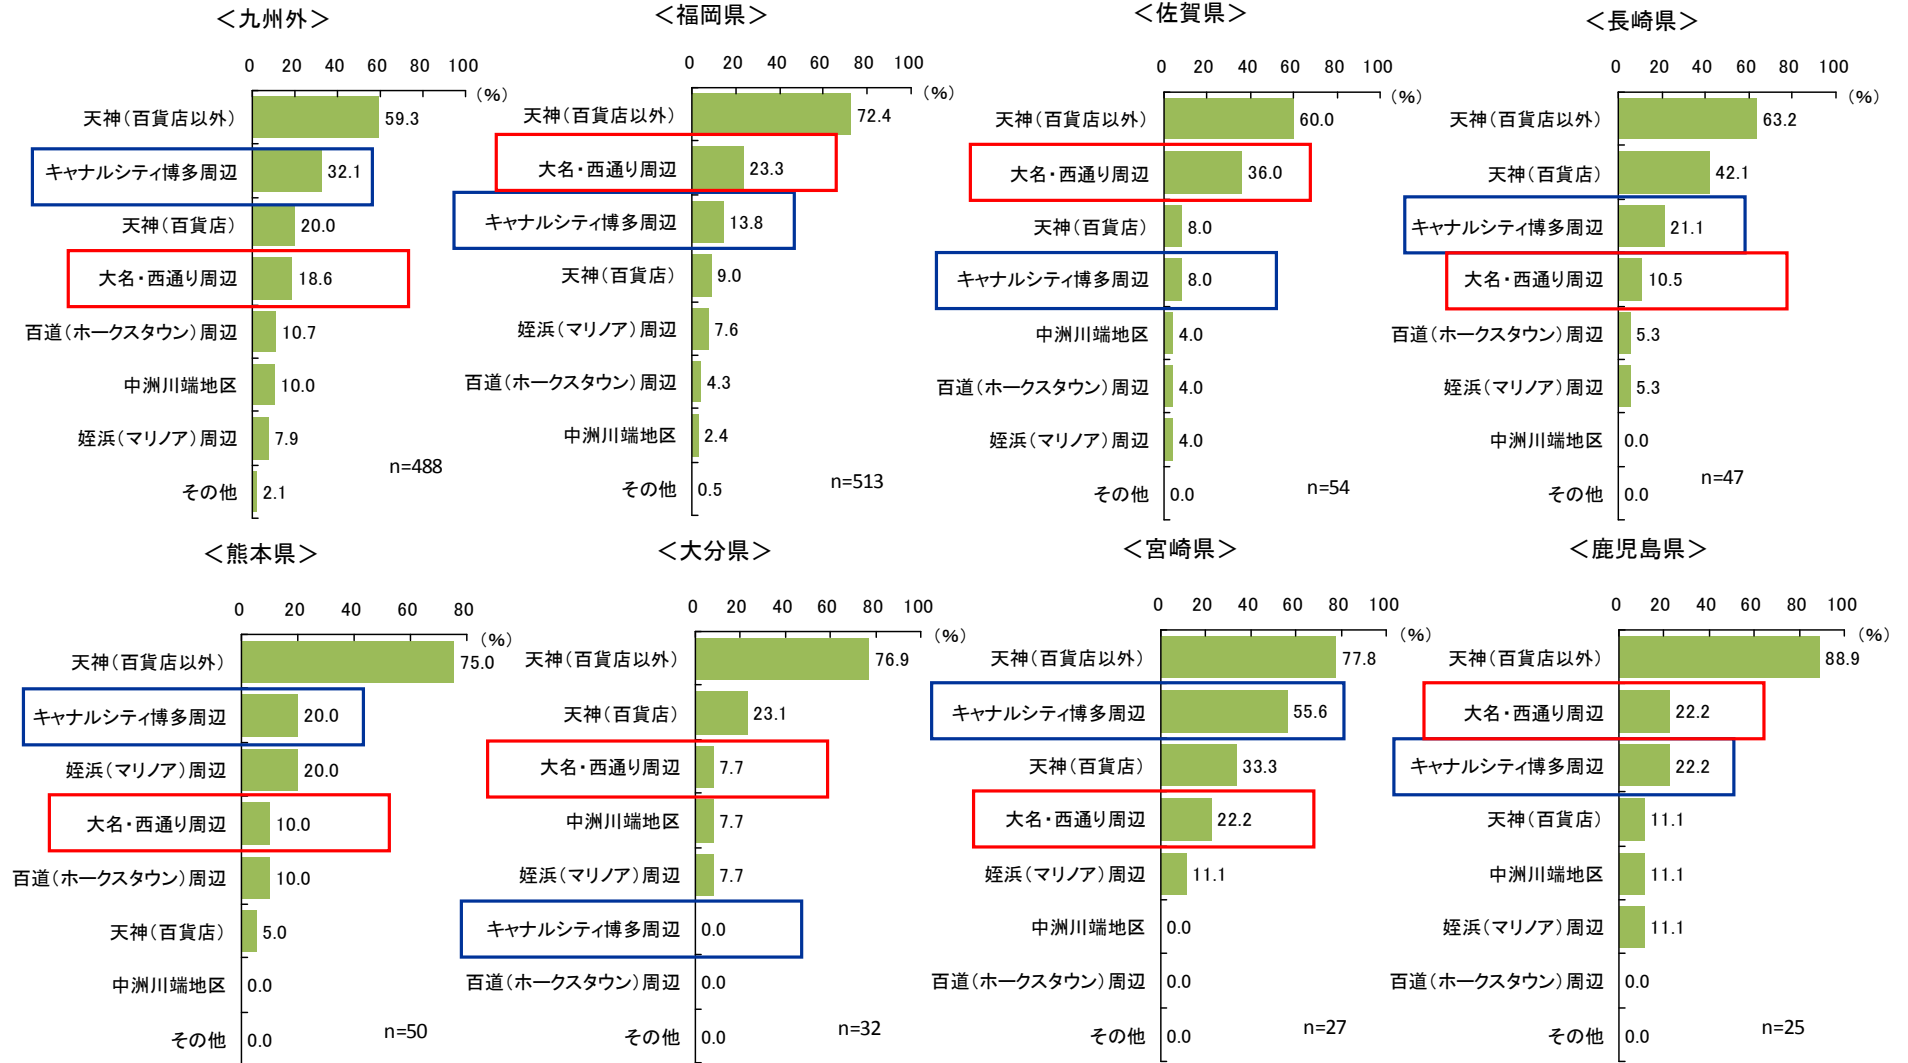 ＜九州外＞
0 20 40 60 80 100
(%)
天神（百貨店以外） 59.3
キャナルシティ博多周辺 32.1
天神（百貨店） 20.0
大名・西通り周辺 18.6
百道（ホークスタウン）周辺 10.7
中洲川端地区 10.0
姪浜（マリノア）周辺 7.9
その他 2.1
n=488
＜福岡県＞
0 20 40 60 80 100
(%)
天神（百貨店以外） 72.4
大名・西通り周辺 23.3
キャナルシティ博多周辺 13.8
天神（百貨店） 9.0
姪浜（マリノア）周辺 7.6
百道（ホークスタウン）周辺 4.3
中洲川端地区 2.4
その他 0.5
n=513
＜佐賀県＞
0 20 40 60 80 100
(%)
天神（百貨店以外） 60.0
大名・西通り周辺 36.0
天神（百貨店） 8.0
キャナルシティ博多周辺 8.0
中洲川端地区 4.0
百道（ホークスタウン）周辺 4.0
姪浜（マリノア）周辺 4.0
その他 0.0
n=54
＜長崎県＞
0 20 40 60 80 100
(%)
天神（百貨店以外） 63.2
天神（百貨店） 42.1
キャナルシティ博多周辺 21.1
大名・西通り周辺 10.5
百道（ホークスタウン）周辺 5.3
姪浜（マリノア）周辺 5.3
中洲川端地区 0.0
その他 0.0
n=47
＜熊本県＞
0 20 40 60 80
(%)
天神（百貨店以外） 75.0
キャナルシティ博多周辺 20.0
姪浜（マリノア）周辺 20.0
大名・西通り周辺 10.0
百道（ホークスタウン）周辺 10.0
天神（百貨店） 5.0
中洲川端地区 0.0
その他 0.0
n=50
＜大分県＞
0 20 40 60 80 100
(%)
天神（百貨店以外） 76.9
天神（百貨店） 23.1
大名・西通り周辺 7.7
中洲川端地区 7.7
姪浜（マリノア）周辺 7.7
キャナルシティ博多周辺 0.0
百道（ホークスタウン）周辺 0.0
その他 0.0
n=32
＜宮崎県＞
0 20 40 60 80 100
(%)
天神（百貨店以外） 77.8
キャナルシティ博多周辺 55.6
天神（百貨店） 33.3
大名・西通り周辺 22.2
姪浜（マリノア）周辺 11.1
中洲川端地区 0.0
百道（ホークスタウン）周辺 0.0
その他 0.0
n=27
＜鹿児島県＞
0 20 40 60 80 100
(%)
天神（百貨店以外） 88.9
大名・西通り周辺 22.2
キャナルシティ博多周辺 22.2
天神（百貨店） 11.1
中洲川端地区 11.1
姪浜（マリノア）周辺 11.1
百道（ホークスタウン）周辺 0.0
その他 0.0
n=25